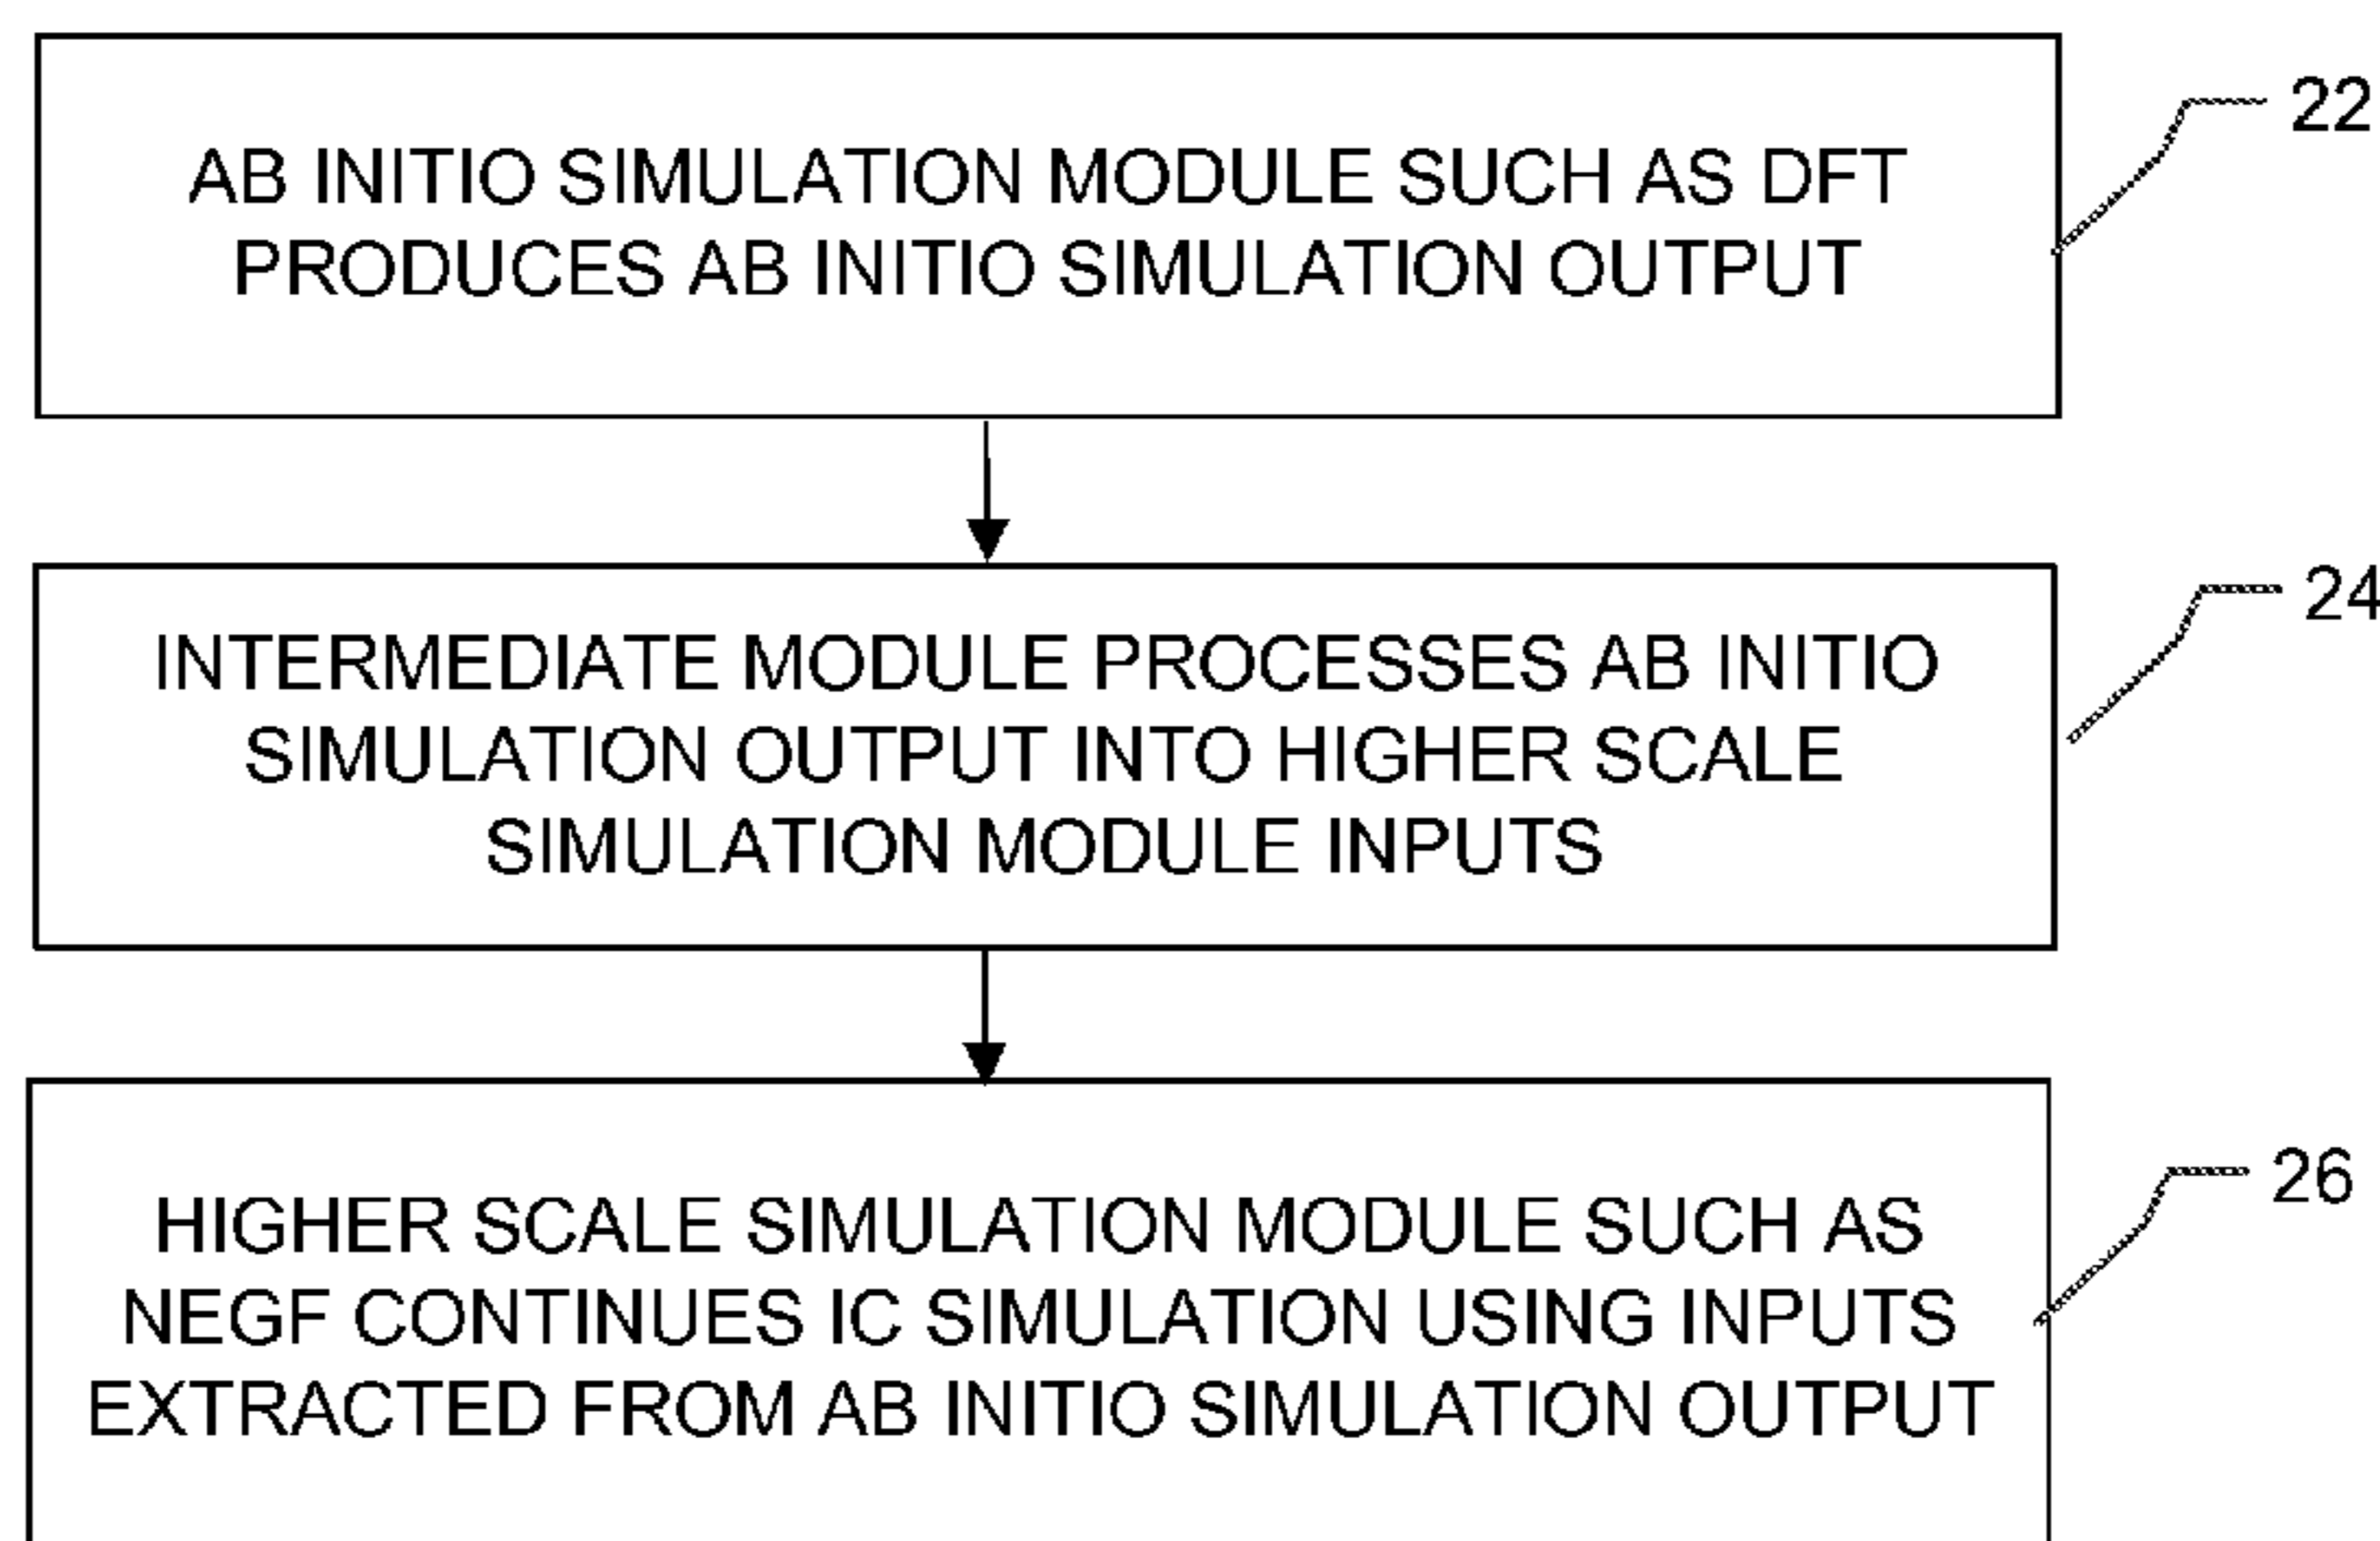 22
AB INITIO SIMULATION MODULE SUCH AS DFT
PRODUCES AB INITIO SIMULATION OUTPUT
24
INTERMEDIATE MODULE PROCESSES AB INITIO
SIMULATION OUTPUT INTO HIGHER SCALE
SIMULATION MODULE INPUTS
26
HIGHER SCALE SIMULATION MODULE SUCH AS
NEGF CONTINUES IC SIMULATION USING INPUTS
EXTRACTED FROM AB INITIO SIMULATION OUTPUT